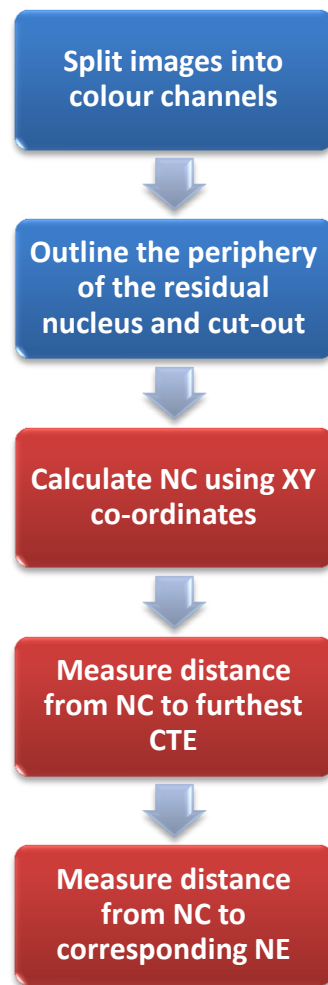 Split images into
colour channels
Outline the periphery
of the residual
nucleus and cut-out
Calculate NC using XY
co-ordinates
Measure distance
from NC to furthest
CTE
Measure distance
from NC to
corresponding NE